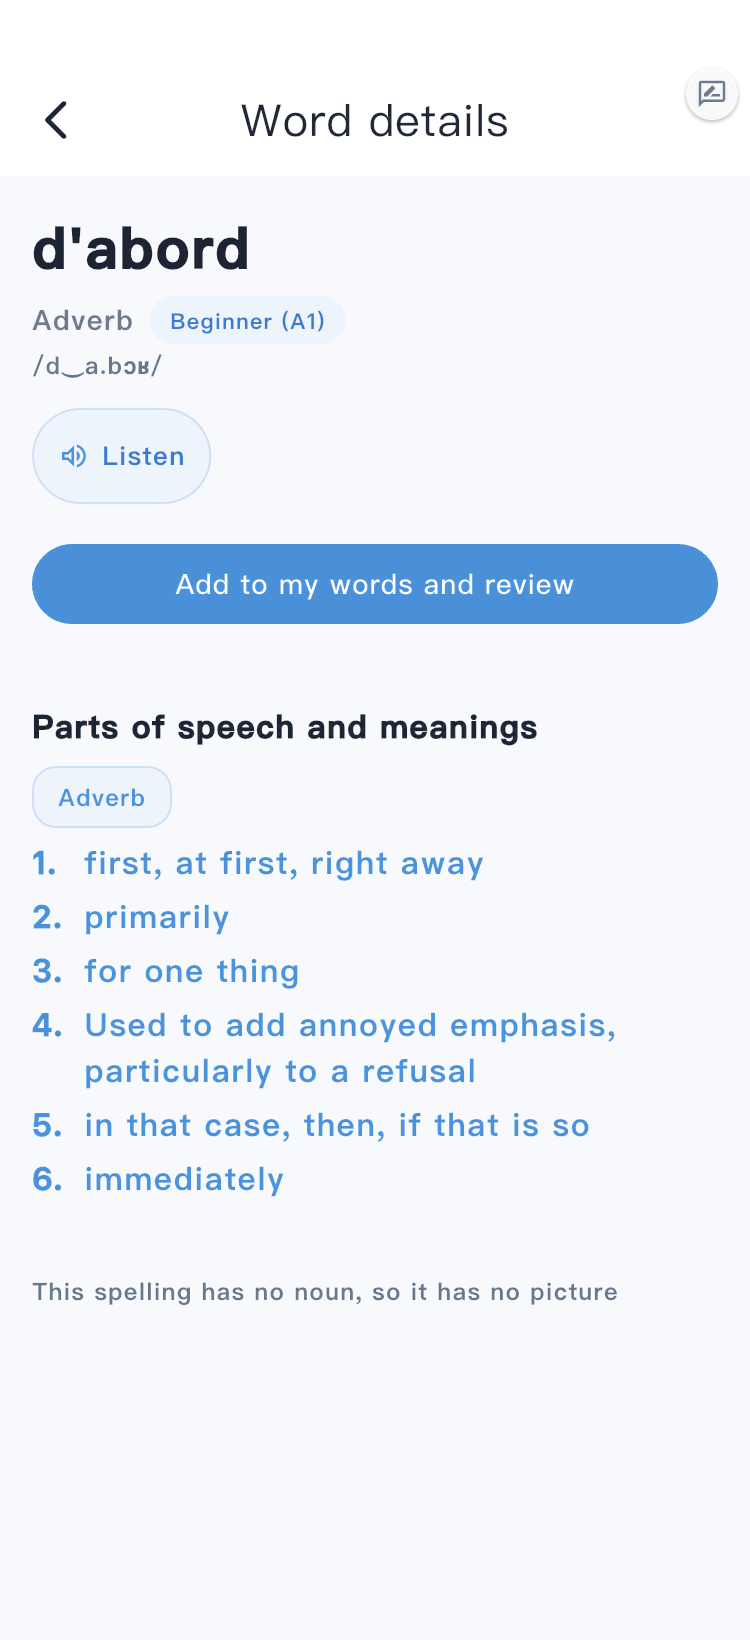 Word details
d'abord
Adverb Beginner (A1)
/d‿a.bɔʁ/
Listen
Add to my words and review
Parts of speech and meanings
Adverb
1. first, at first, right away
2. primarily
3. for one thing
4. Used to add annoyed emphasis,
particularly to a refusal
5. in that case, then, if that is so
6. immediately
This spelling has no noun, so it has no picture